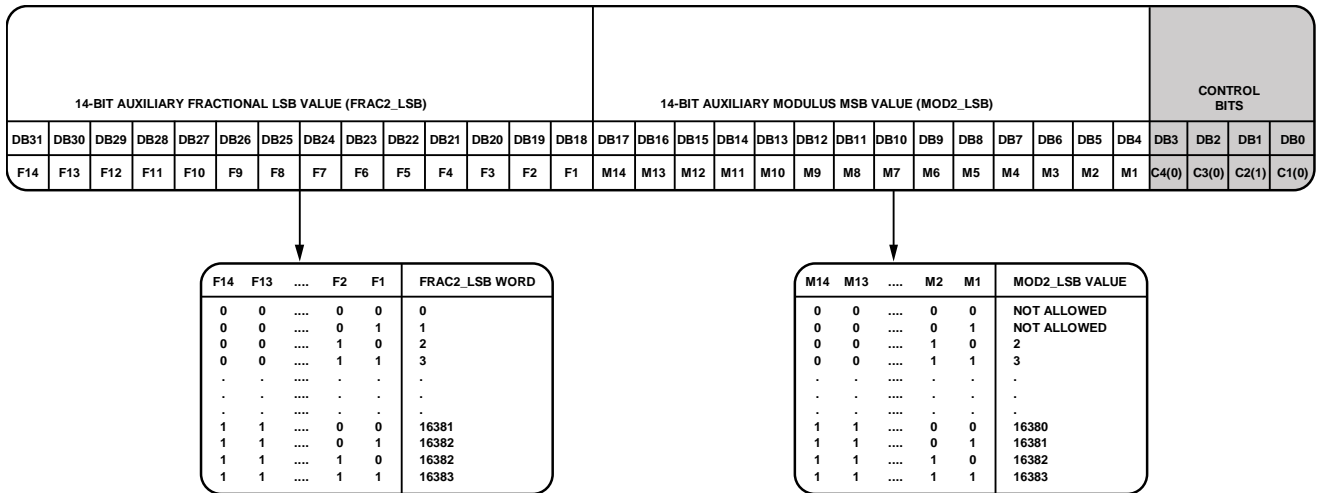 14-BIT AUXILIARY FRACTIONAL LSB VALUE (FRAC2_LSB) 14-BIT AUXILIARY MODULUS MSB VALUE (MOD2_LSB) CONTROL
BITS
DB31 DB30 DB29 DB28 DB27 DB26 DB25 DB24 DB23 DB22 DB21 DB20 DB19 DB18 DB17 DB16 DB15 DB14 DB13 DB12 DB11 DB10 DB9 DB8 DB7 DB6 DB5 DB4 DB3 DB2 DB1 DB0
F14 F13 F12 F11 F10 F9 F8 F7 F6 F5 F4 F3 F2 F1 M14 M13 M12 M11 M10 M9 M8 M7 M6 M5 M4 M3 M2 M1 C4(0) C3(0) C2(1) C1(0)
F14 F13 .... F2 F1 FRAC2_LSB WORD
0 0 .... 0 0 0
0 0 .... 0 1 1
0 0 .... 1 0 2
0 0 .... 1 1 3
. . .... . . .
. . .... . . .
. . .... . . .
1 1 .... 0 0 16381
1 1 .... 0 1 16382
1 1 .... 1 0 16382
1 1 .... 1 1 16383
M14 M13 .... M2 M1 MOD2_LSB VALUE
0 0 .... 0 0 NOT ALLOWED
0 0 .... 0 1 NOT ALLOWED
0 0 .... 1 0 2
0 0 .... 1 1 3
. . .... . . .
. . .... . . .
. . .... . . .
1 1 .... 0 0 16380
1 1 .... 0 1 16381
1 1 .... 1 0 16382
1 1 .... 1 1 16383